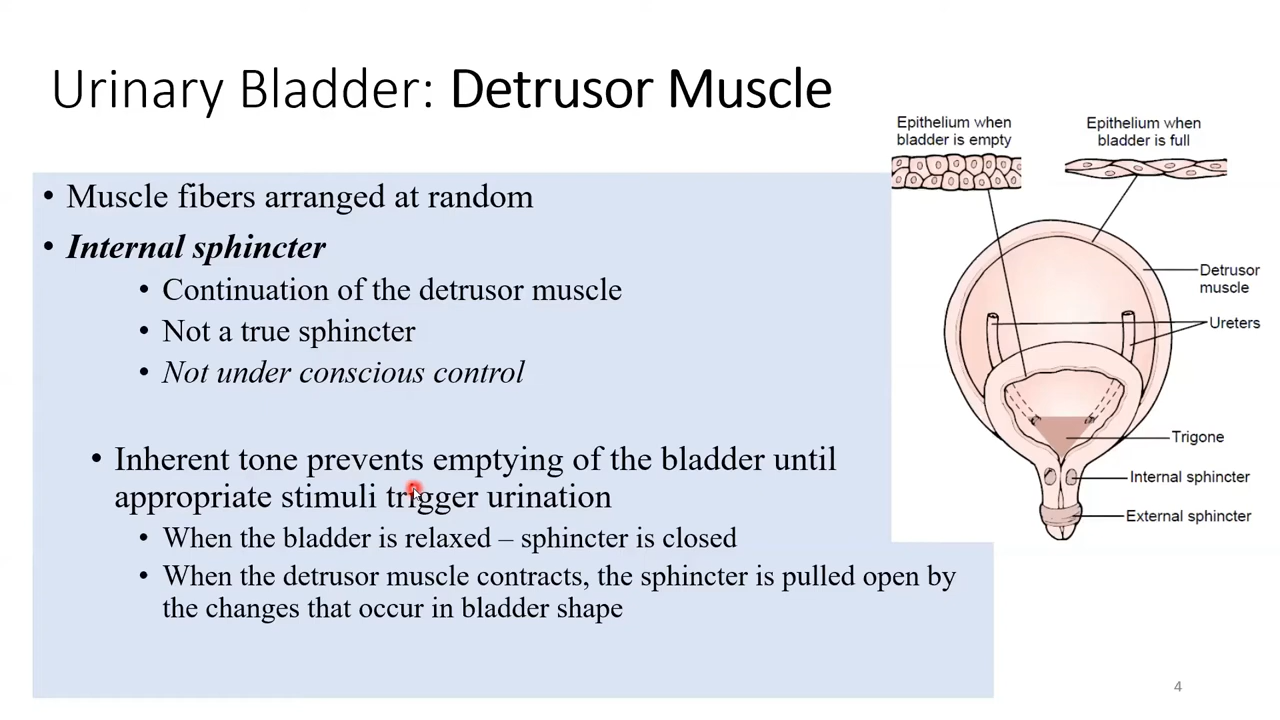 Urinary Bladder: Detrusor Muscle
• Muscle fibers arranged at random
• Internal sphincter
• Continuation of the detrusor muscle
• Not a true sphincter
• Not under conscious control
• Inherent tone prevents emptying of the bladder until
appropriate stimuli trigger urination
• When the bladder is relaxed – sphincter is closed
• When the detrusor muscle contracts, the sphincter is pulled open by
the changes that occur in bladder shape
Epithelium when
bladder is empty
Epithelium when
bladder is full
Detrusor
muscle
Ureters
Trigone
Internal sphincter
External sphincter
4